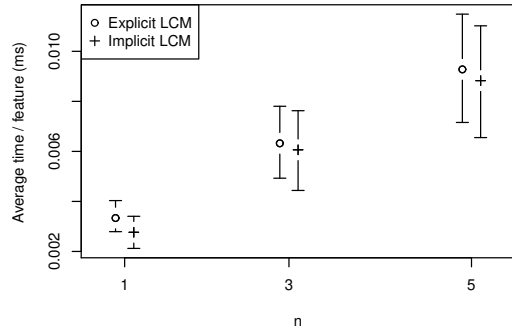 Explicit LCM
Implicit LCM
Average time / feature (ms)
0.010
0.006
0.002
1
3
5
n